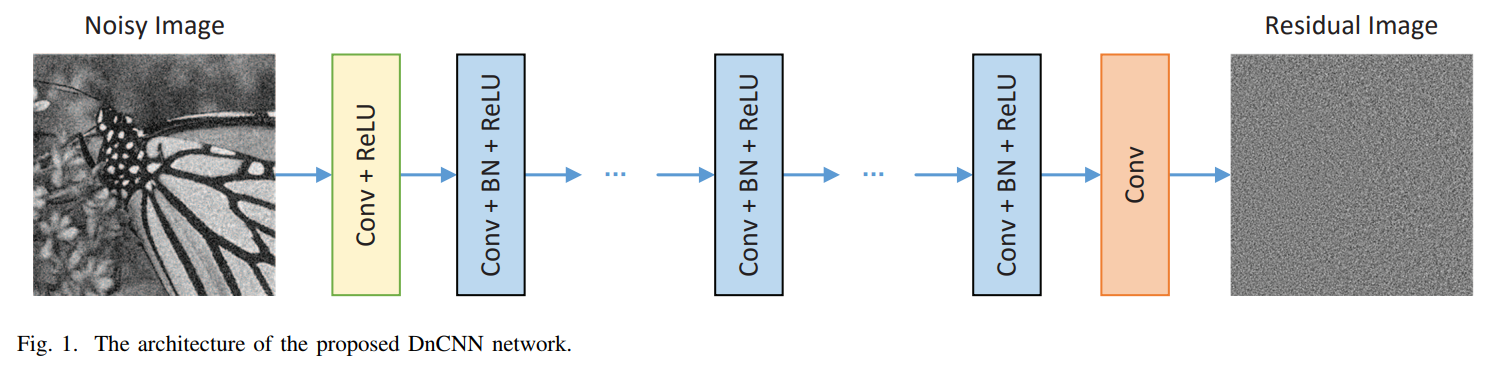 Noisy Image
Residual Image
Conv + ReLU
Conv + BN + ReLU
...
Conv + BN + ReLU
...
Conv + BN + ReLU
Conv
Fig. 1. The architecture of the proposed DnCNN network.